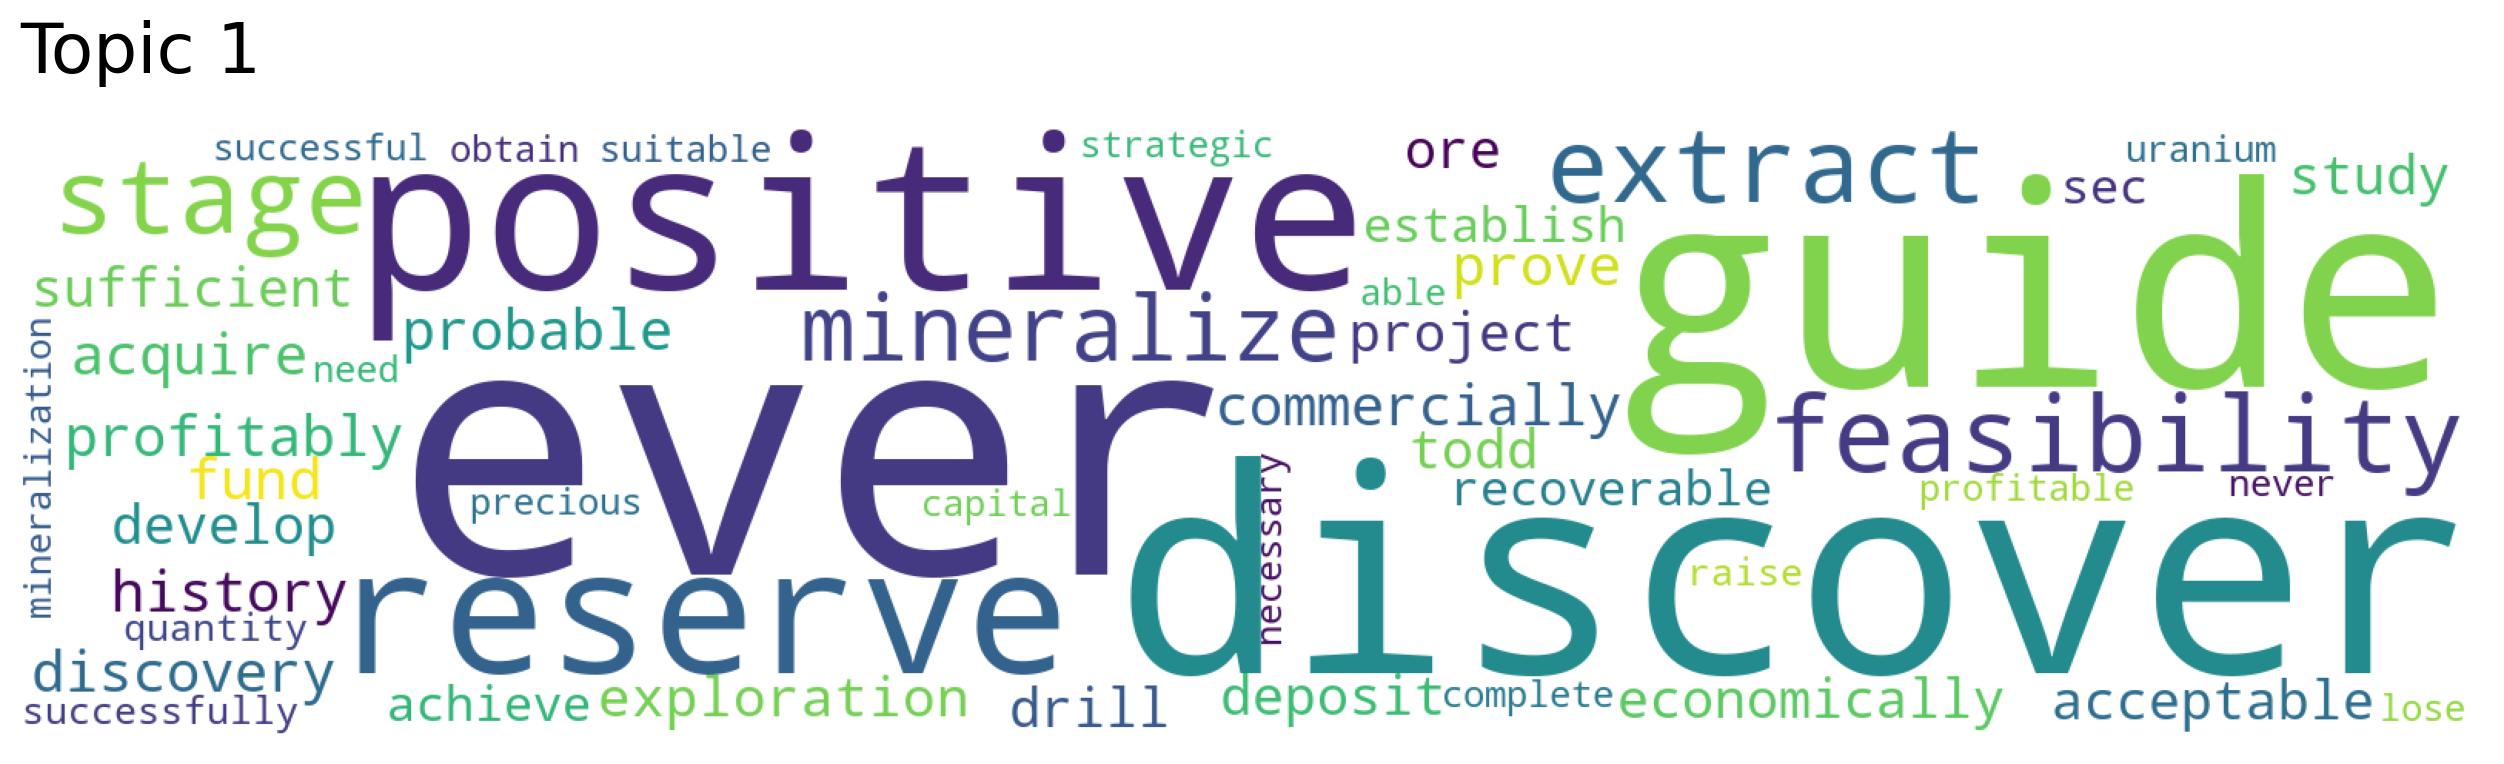 Topic 1
successful obtain suitable strategic ore extract uranium
stage positive sec study
establish guide
sufficient prove
able
probable mineralize project
mineralization
acquire need
ever commercially feasibility
profitably todd
fund precious capital necessary recoverable profitable never
develop discover
history reserve raise
quantity
discovery
successfully achieve exploration drill deposit complete economically acceptable lose